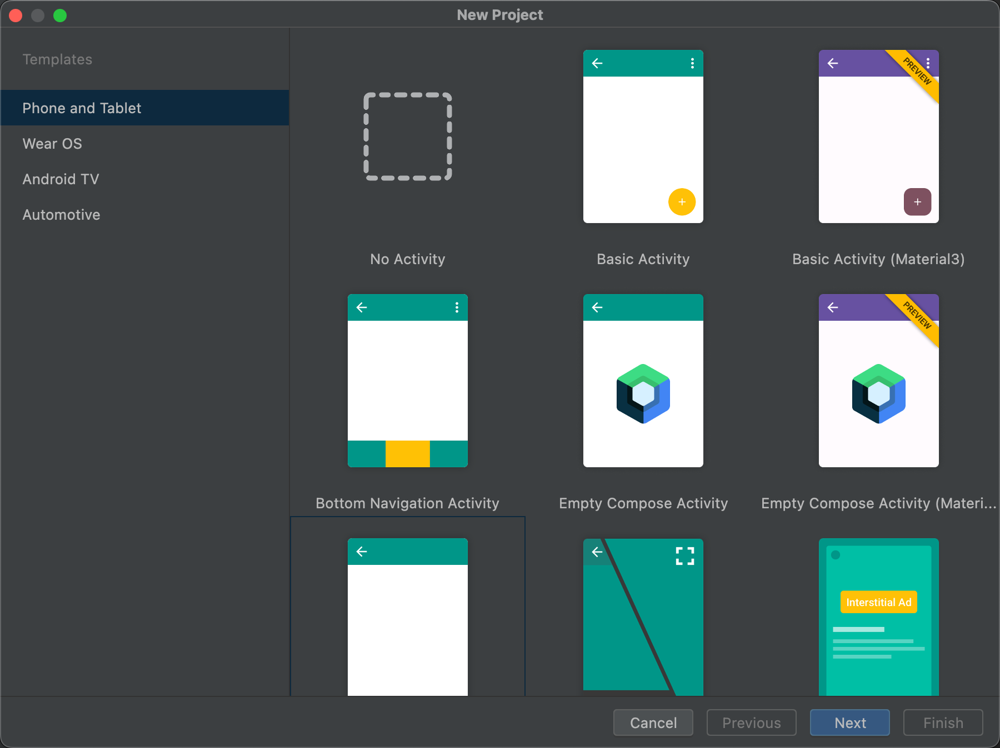 New Project
Templates
Phone and Tablet
Wear OS
Android TV
Automotive
PREVIEW
No Activity
Basic Activity
Basic Activity (Material3)
PREVIEW
Bottom Navigation Activity
Empty Compose Activity
Empty Compose Activity (Materi...
Interstitial Ad
Cancel
Previous
Next
Finish